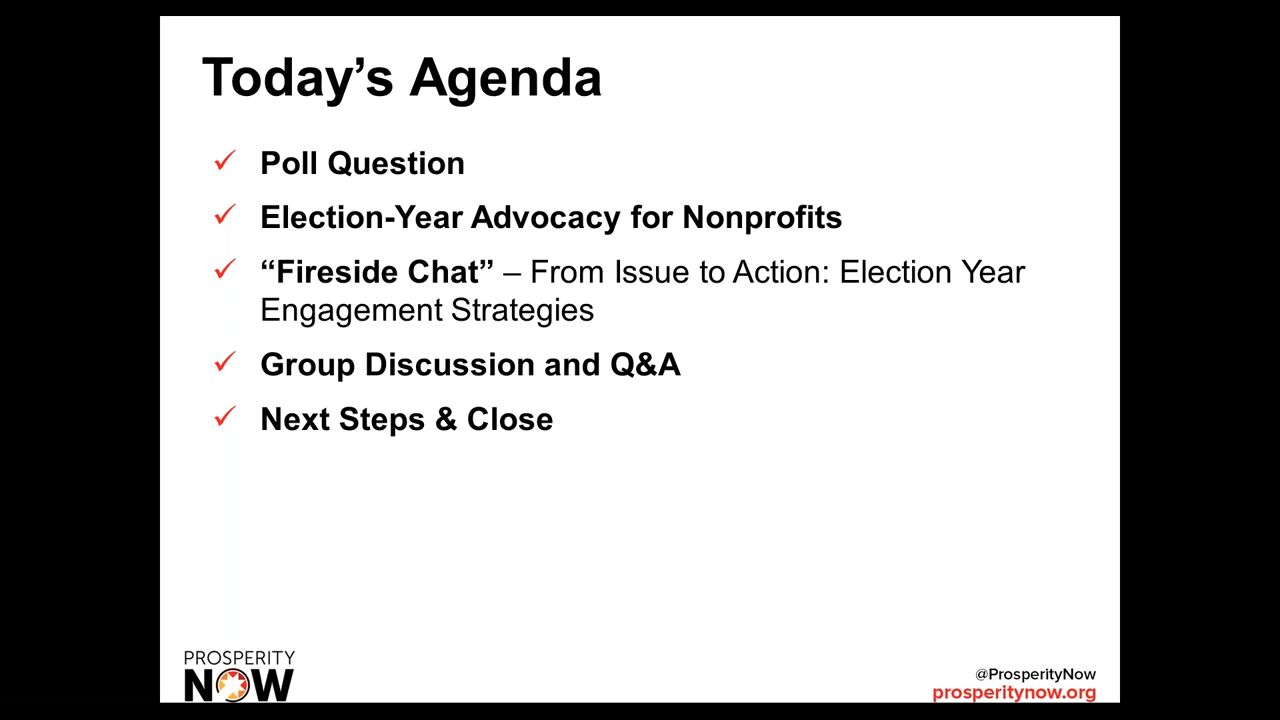 Today’s Agenda
✓ Poll Question
✓ Election-Year Advocacy for Nonprofits
✓ “Fireside Chat” – From Issue to Action: Election Year
Engagement Strategies
✓ Group Discussion and Q&A
✓ Next Steps & Close
PROSPERITY
NOW
@ProsperityNow
prosperitynow.org